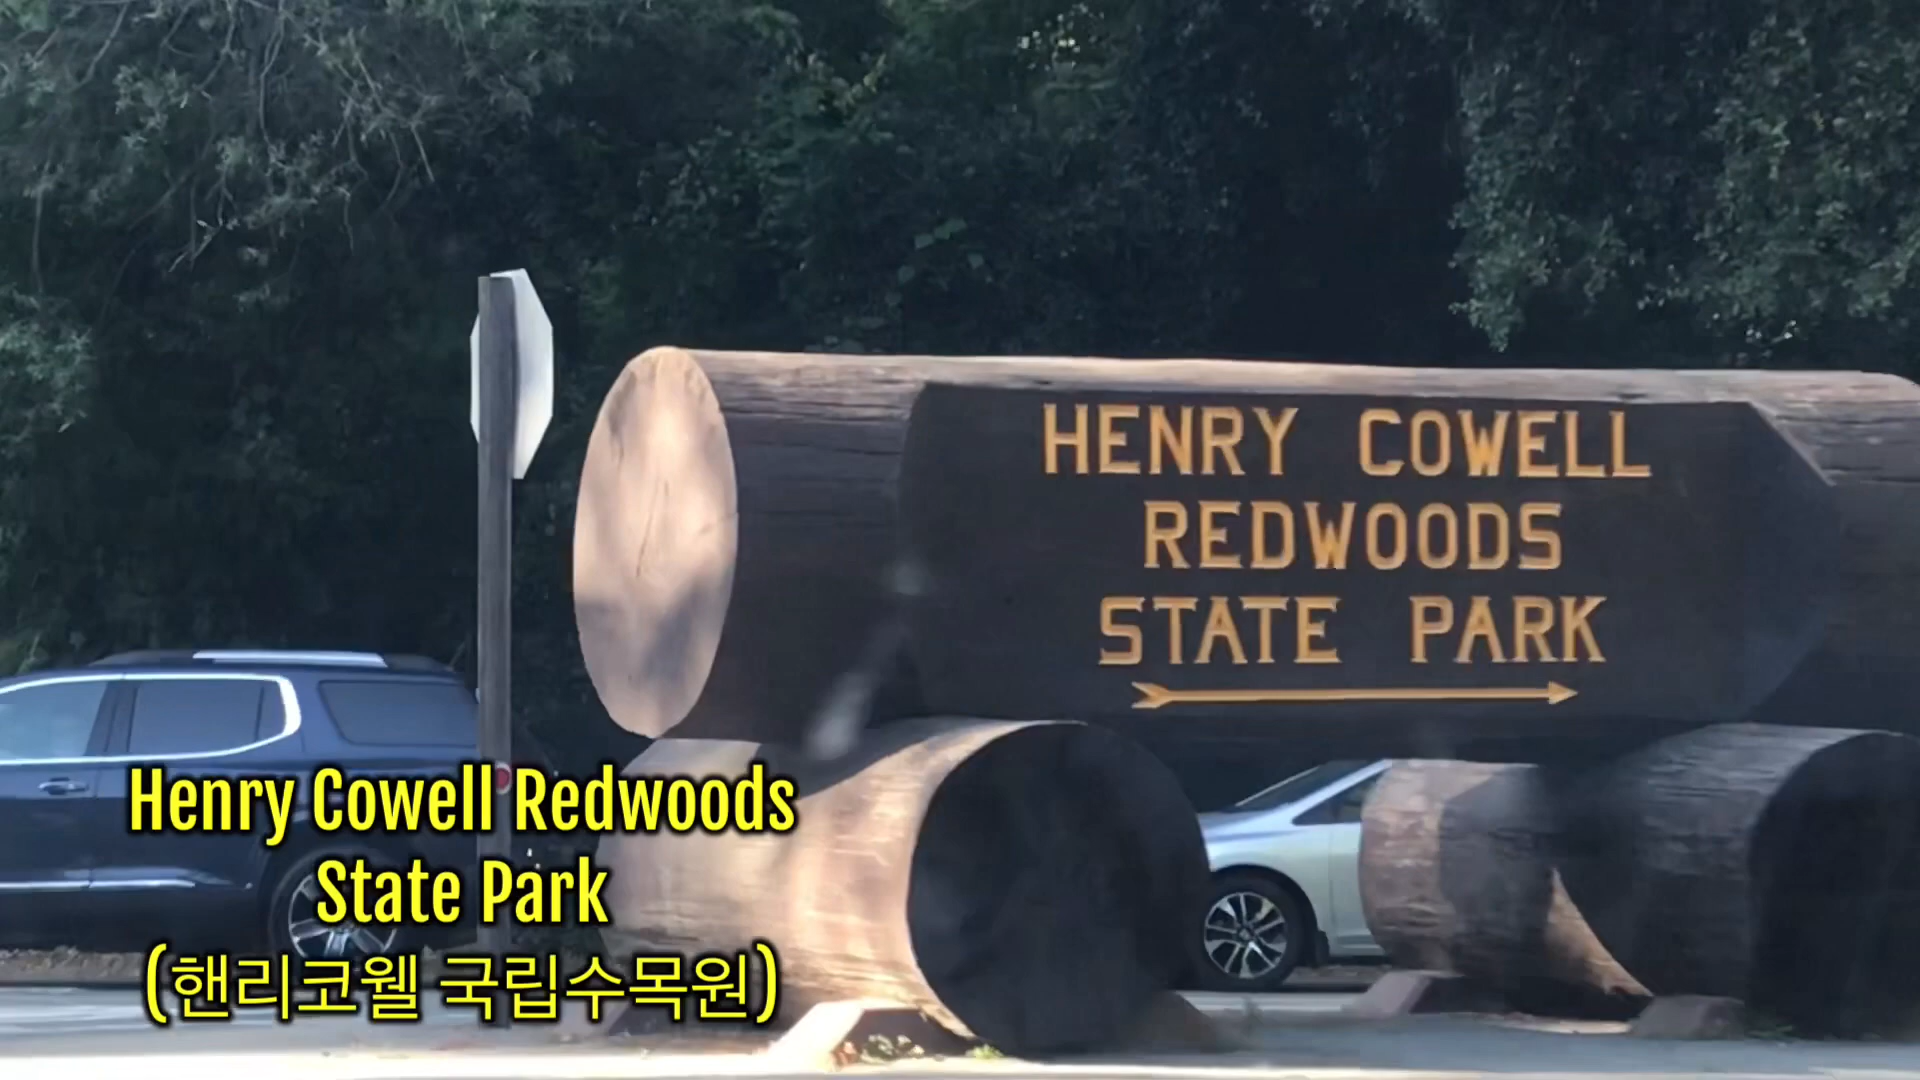 HENRY COWELL
REDWOODS
STATE PARK
Henry Cowell Redwoods
State Park
(핸리코웰 국립수목원)